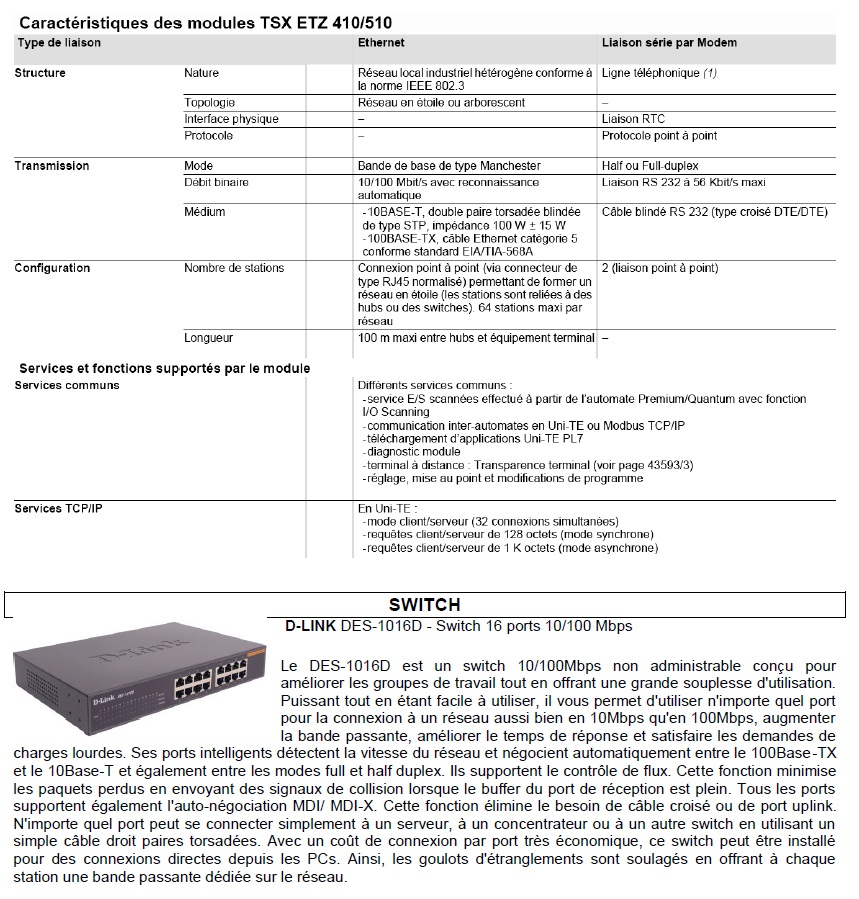 Caractéristiques des modules TSX ETZ 410/510
Type de liaison Ethernet Liaison série par Modem
Structure Nature Réseau local industriel hétérogène conforme à Ligne téléphonique (1)
la norme IEEE 802.3
Topologie Réseau en étoile ou arborescent –
Interface physique – Liaison RTC
Protocole – Protocole point à point
Transmission Mode Bande de base de type Manchester Half ou Full-duplex
Débit binaire 10/100 Mbit/s avec reconnaissance Liaison RS 232 à 56 Kbit/s maxi
automatique
Médium -10BASE-T, double paire torsadée blindée Câble blindé RS 232 (type croisé DTE/DTE)
de type STP, impédance 100 W ± 15 W
-100BASE-TX, câble Ethernet catégorie 5
conforme standard EIA/TIA-568A
Configuration Nombre de stations Connexion point à point (via connecteur de 2 (liaison point à point)
type RJ45 normalisé) permettant de former un
réseau en étoile (les stations sont reliées à des
hubs ou des switches). 64 stations maxi par
réseau
Longueur 100 m maxi entre hubs et équipement terminal –
Services et fonctions supportés par le module
Services communs Différents services communs :
-service E/S scannées effectué à partir de l'automate Premium/Quantum avec fonction
I/O Scanning
-communication inter-automates en Uni-TE ou Modbus TCP/IP
-téléchargement d'applications Uni-TE PL7
-diagnostic module
-terminal à distance : Transparence terminal (voir page 43593/3)
-réglage, mise au point et modifications de programme
Services TCP/IP En Uni-TE :
-mode client/serveur (32 connexions simultanées)
-requêtes client/serveur de 128 octets (mode synchrone)
-requêtes client/serveur de 1 K octets (mode asynchrone)
SWITCH
D-LINK DES-1016D - Switch 16 ports 10/100 Mbps
D-Link
D-Link
Le DES-1016D est un switch 10/100Mbps non administrable conçu pour
améliorer les groupes de travail tout en offrant une grande souplesse d'utilisation.
Puissant tout en étant facile à utiliser, il vous permet d'utiliser n'importe quel port
pour la connexion à un réseau aussi bien en 10Mbps qu'en 100Mbps, augmenter
la bande passante, améliorer le temps de réponse et satisfaire les demandes de
charges lourdes. Ses ports intelligents détectent la vitesse du réseau et négocient automatiquement entre le 100Base-TX
et le 10Base-T et également entre les modes full et half duplex. Ils supportent le contrôle de flux. Cette fonction minimise
les paquets perdus en envoyant des signaux de collision lorsque le buffer du port de réception est plein. Tous les ports
supportent également l'auto-négociation MDI/ MDI-X. Cette fonction élimine le besoin de câble croisé ou de port uplink.
N'importe quel port peut se connecter simplement à un serveur, à un concentrateur ou à un autre switch en utilisant un
simple câble droit paires torsadées. Avec un coût de connexion par port très économique, ce switch peut être installé
pour des connexions directes depuis les PCs. Ainsi, les goulots d'étranglements sont soulagés en offrant à chaque
station une bande passante dédiée sur le réseau.